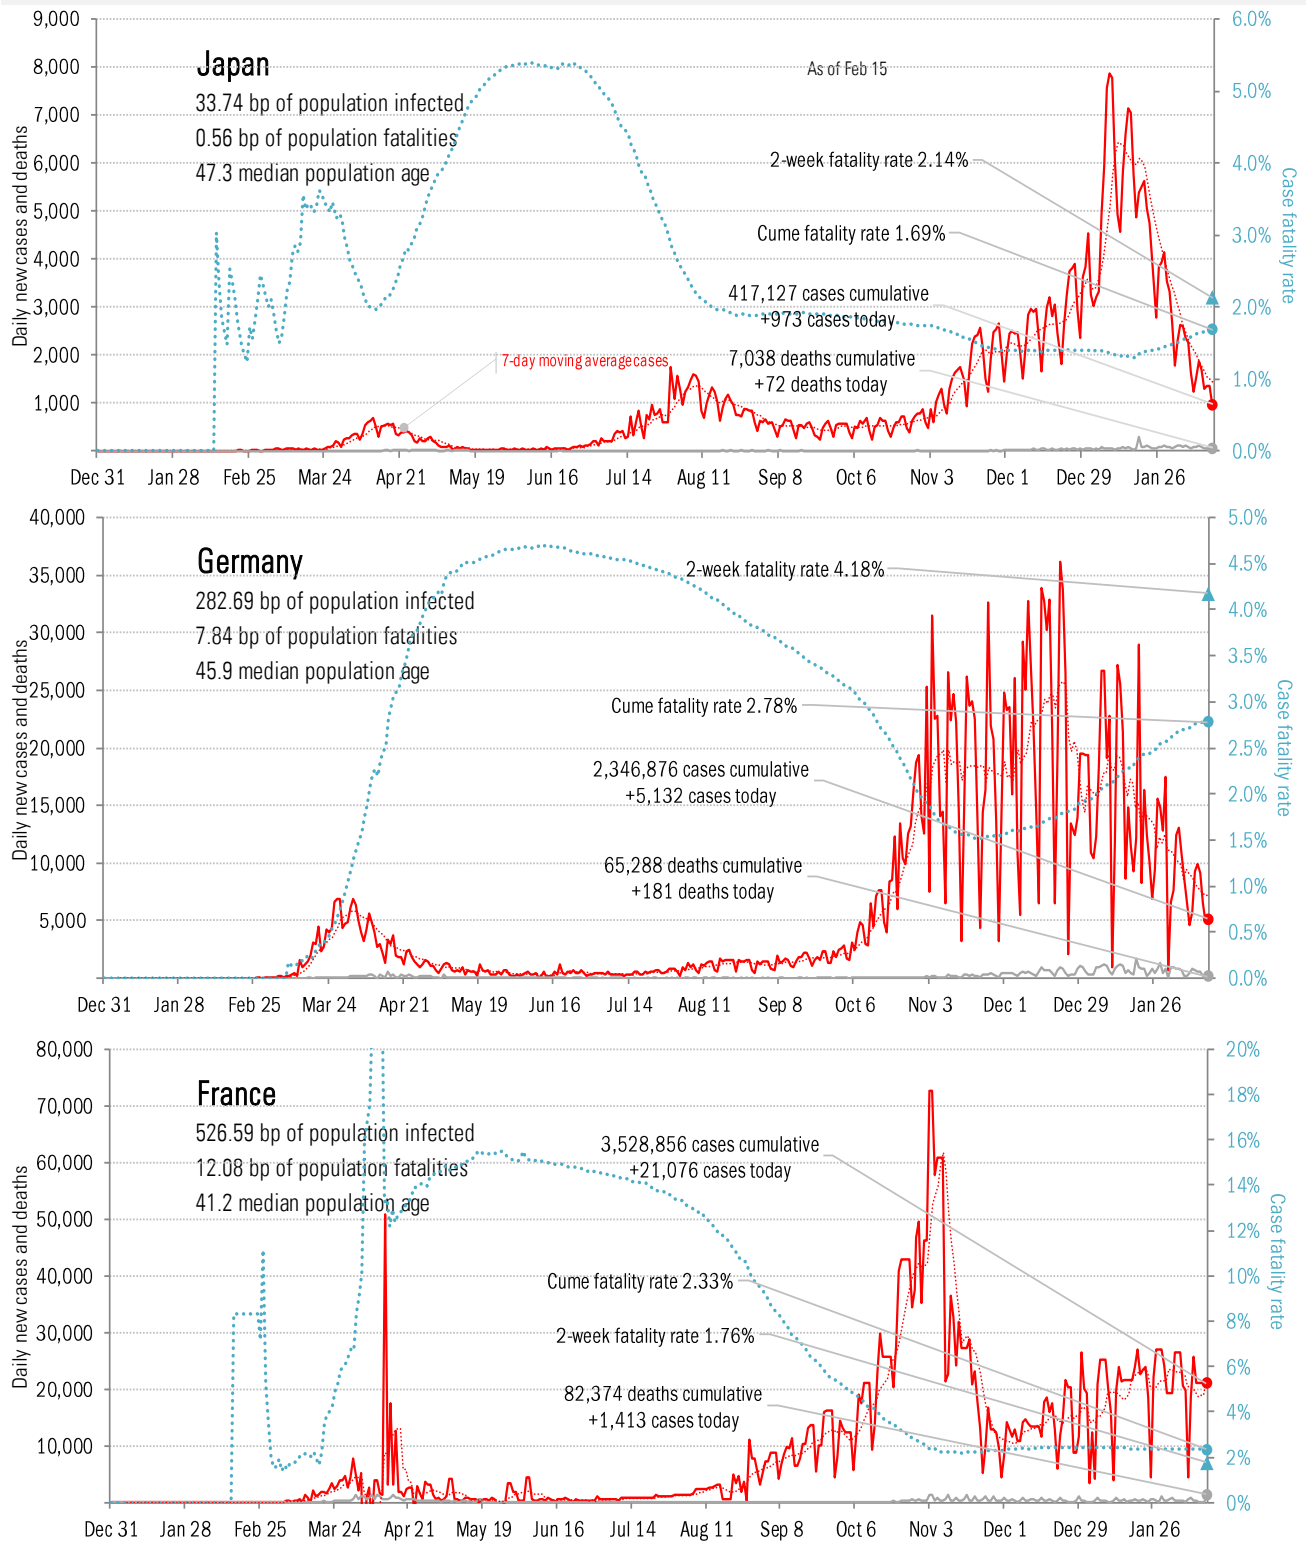 9,000
6.0%
Japan
As of Feb 15
8,000
5.0%
33.74 bp of population infected
7,000
0.56 bp of population fatalities
2-week fatality rate 2.14%
6,000
4.0%
47.3 median population age
5,000
Cume fatality rate 1.69%
3.0%
4,000
417,127 cases cumulative
+973 cases today
3,000
2.0%
7,038 deaths cumulative
+72 deaths today
2,000
7-day moving average cases
1,000
1.0%
0.0%
Daily new cases and deaths
Case fatality rate
Dec 31 Jan 28 Feb 25 Mar 24 Apr 21 May 19 Jun 16 Jul 14 Aug 11 Sep 8 Oct 6 Nov 3 Dec 1 Dec 29 Jan 26
40,000
5.0%
Germany
2-week fatality rate 4.18%
35,000
4.5%
282.69 bp of population infected
4.0%
30,000
7.84 bp of population fatalities
3.5%
45.9 median population age
25,000
Cume fatality rate 2.78%
3.0%
20,000
2.5%
2,346,876 cases cumulative
+5,132 cases today
15,000
2.0%
1.5%
65,288 deaths cumulative
+181 deaths today
10,000
1.0%
5,000
0.5%
0.0%
Daily new cases and deaths
Case fatality rate
Dec 31 Jan 28 Feb 25 Mar 24 Apr 21 May 19 Jun 16 Jul 14 Aug 11 Sep 8 Oct 6 Nov 3 Dec 1 Dec 29 Jan 26
80,000
20%
France
70,000
18%
526.59 bp of population infected
3,528,856 cases cumulative
+21,076 cases today
16%
60,000
12.08 bp of population fatalities
14%
41.2 median population age
50,000
12%
40,000
Cume fatality rate 2.33%
10%
30,000
2-week fatality rate 1.76%
8%
20,000
82,374 deaths cumulative
+1,413 cases today
6%
4%
10,000
2%
0%
Daily new cases and deaths
Case fatality rate
Dec 31 Jan 28 Feb 25 Mar 24 Apr 21 May 19 Jun 16 Jul 14 Aug 11 Sep 8 Oct 6 Nov 3 Dec 1 Dec 29 Jan 26